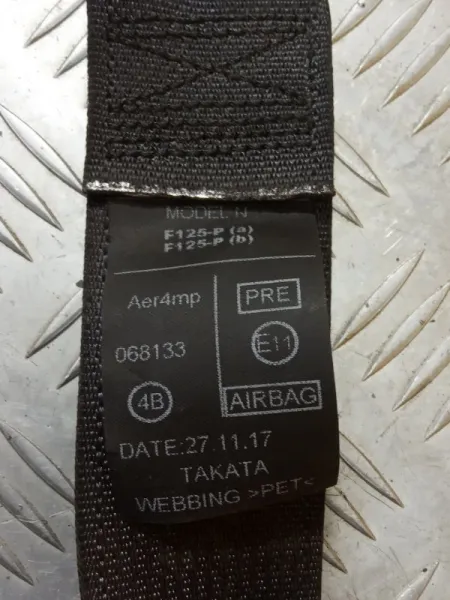 MODEL N
F125-P (a)
F125-P (b)
Aer4mp
PRE
068133
E11
4B
AIRBAG
DATE:27.11.17
TAKATA
WEBBING >PET<